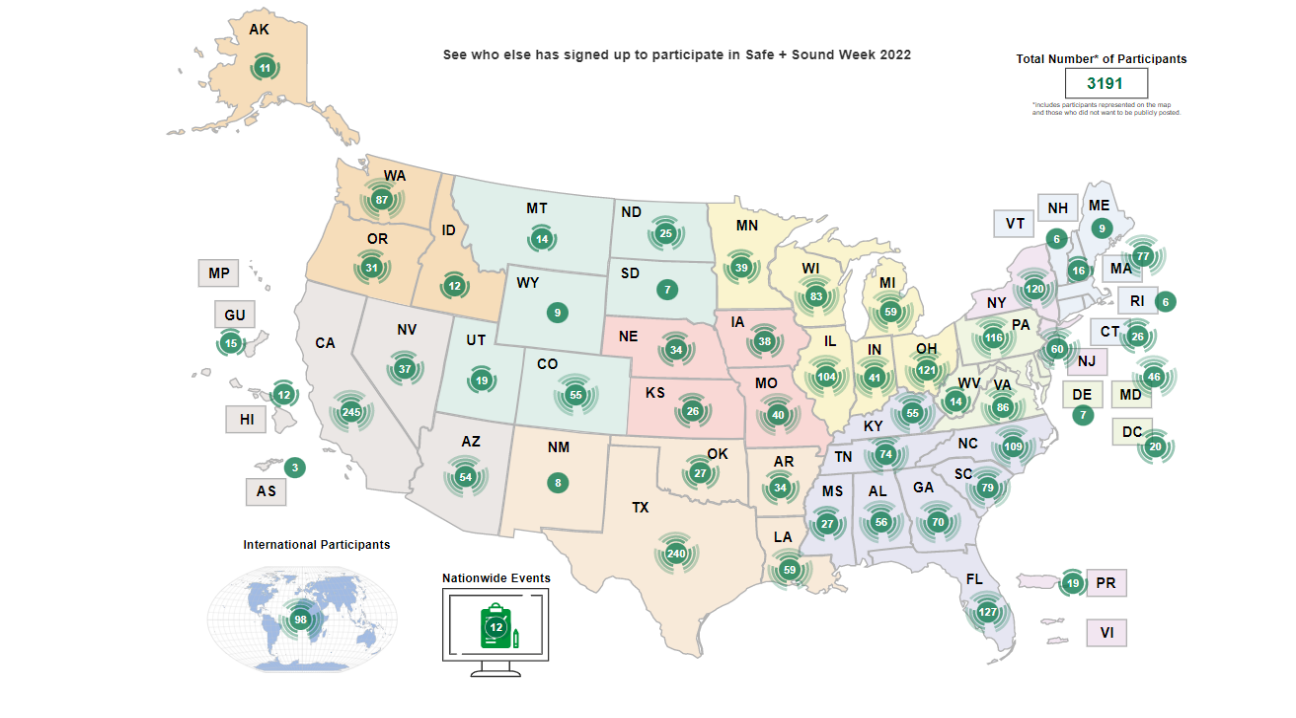 AK
11
See who else has signed up to participate in Safe + Sound Week 2022
Total Number* of Participants
3191
*includes participants represented on the map
and those who did not want to be publicly posted.
WA
87
OR
31
ID
12
MT
14
ND
25
SD
7
WY
9
MN
39
WI
83
MI
59
NH
ME
VT
6
9
16
MA
77
NY
120
RI
6
CT
26
MP
GU
15
CA
245
NV
37
UT
19
CO
55
NE
34
IA
38
KS
26
MO
40
IL
104
IN
41
OH
121
PA
116
60
NJ
WV
14
VA
86
DE
7
MD
46
DC
20
HI
12
AS
3
AZ
54
NM
8
OK
27
AR
34
TX
240
LA
59
KY
55
TN
74
NC
109
SC
79
MS
27
AL
56
GA
70
FL
127
19
PR
VI
International Participants
98
Nationwide Events
12